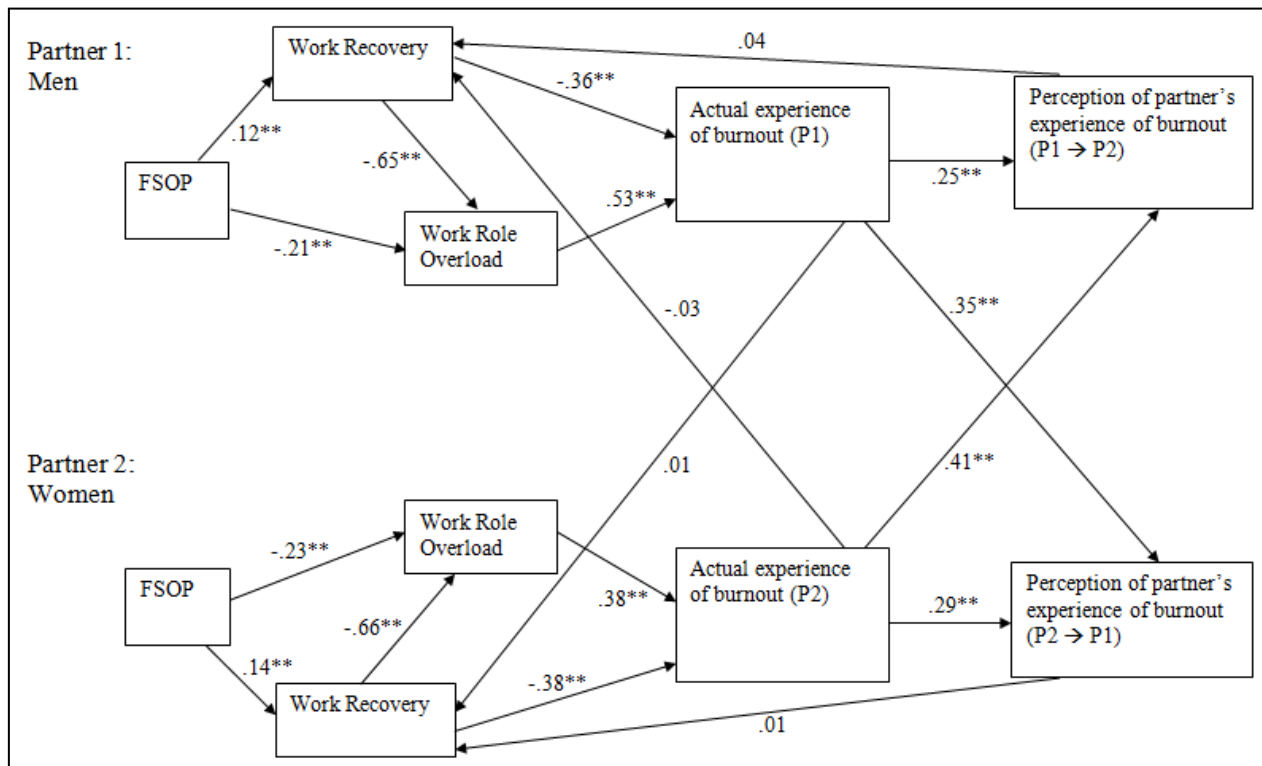 Partner 1:
Men
Work Recovery
.04
-.36**
Actual experience
of burnout (P1)
Perception of partner’s
experience of burnout
(P1 → P2)
.12**
-.65**
FSOP
.53**
.25**
-.21**
Work Role
Overload
-.03
.35**
Partner 2:
Women
.01
.41**
Work Role
Overload
-.23**
FSOP
.38**
Actual experience
of burnout (P2)
.29**
Perception of partner’s
experience of burnout
(P2 → P1)
-.66**
.14**
-.38**
Work Recovery
.01